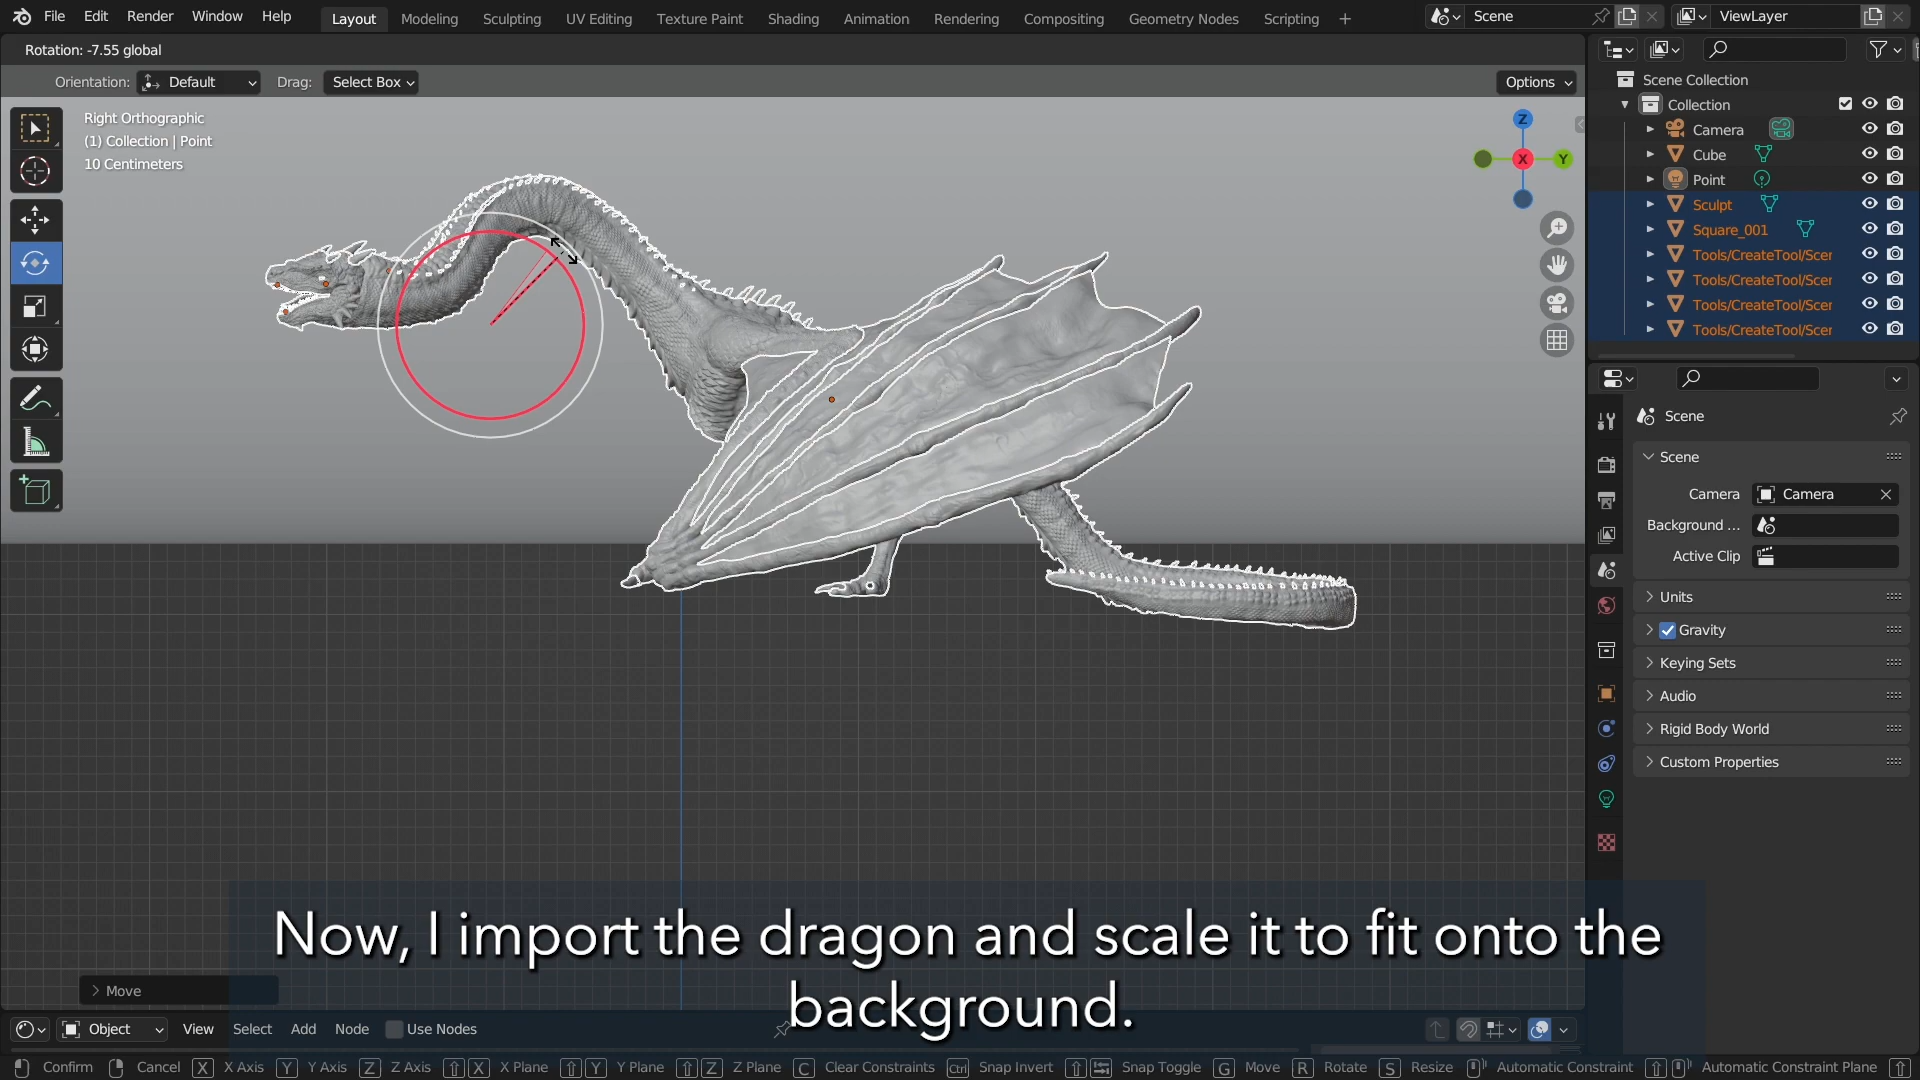 File Edit Render Window Help Layout Modeling Sculpting UV Editing Texture Paint Shading Animation Rendering Compositing Geometry Nodes Scripting + Scene ViewLayer
Rotation: -7.55 global
Orientation: Default Drag: Select Box Options
Right Orthographic
(1) Collection | Point
10 Centimeters
Z
X
Y
Scene Collection
Collection
Camera
Cube
Point
Sculpt
Square_001
Tools/CreateTool/Scer
Tools/CreateTool/Scer
Tools/CreateTool/Scer
Tools/CreateTool/Scer
Scene
Scene
Camera Camera
Background ...
Active Clip
Units
Gravity
Keying Sets
Audio
Rigid Body World
Custom Properties
Now, I import the dragon and scale it to fit onto the
background.
Move
Object View Select Add Node Use Nodes
Confirm Cancel X X Axis Y Y Axis Z Z Axis X X Plane Y Y Plane Z Z Plane C Clear Constraints Ctrl Snap Invert Snap Toggle G Move R Rotate S Resize Automatic Constraint Automatic Constraint Plane